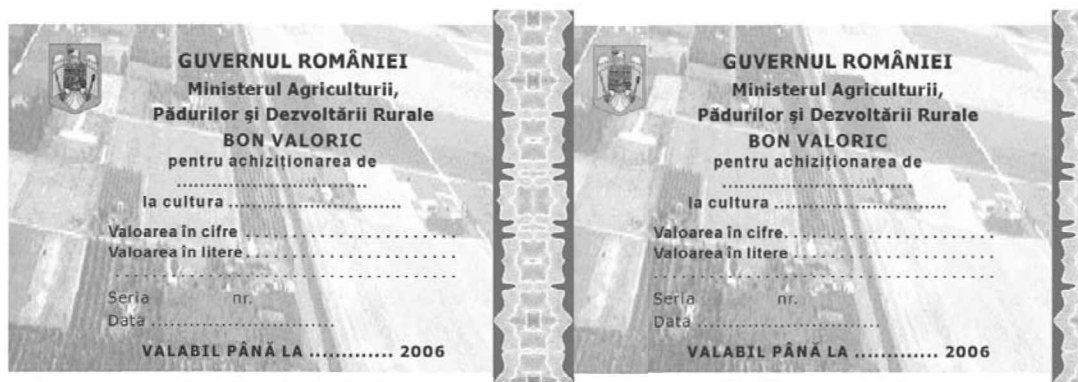 GUVERNUL ROMÂNIEI
Ministerul Agriculturii,
Pădurilor şi Dezvoltării Rurale
BON VALORIC
pentru achiziţionarea de
.................................
la cultura ..............................
Valoarea în cifre . . . . . . . . . . . . . . . . . . . . . . . .
Valoarea în litere . . . . . . . . . . . . . . . . . . . . . . . .
. . . . . . . . . . . . . . . . . . . . . . . . . . . . . . . . . . . . . . .
Seria nr.
Data ................................
VALABIL PÂNĂ LA ............. 2006
GUVERNUL ROMÂNIEI
Ministerul Agriculturii,
Pădurilor şi Dezvoltării Rurale
BON VALORIC
pentru achiziţionarea de
.................................
la cultura ..............................
Valoarea în cifre. . . . . . . . . . . . . . . . . . . . . . . .
Valoarea în litere . . . . . . . . . . . . . . . . . . . . . . . .
. . . . . . . . . . . . . . . . . . . . . . . . . . . . . . . . . . . . . . .
Seria nr.
Data ................................
VALABIL PÂNĂ LA ............. 2006